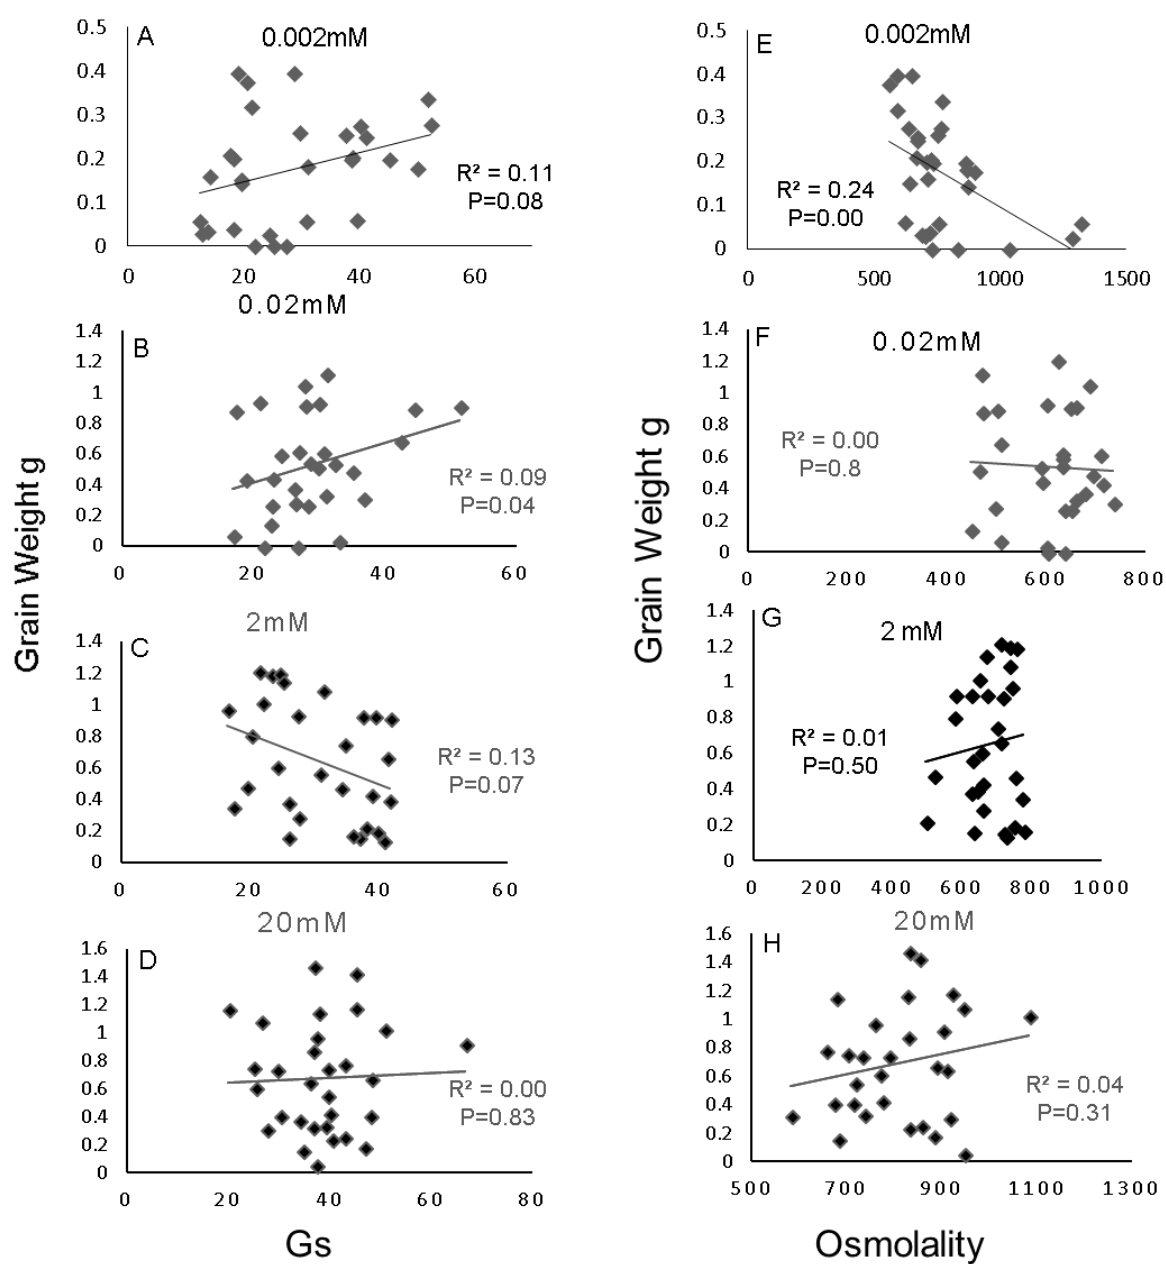 A
0.002mM
0.5
0.4
0.3
0.2
0.1
0
R² = 0.11
P=0.08
0 20 40 60
0.02mM
B
1.4
1.2
1
0.8
0.6
0.4
0.2
0
R² = 0.09
P=0.04
0 20 40 60
2mM
C
1.4
1.2
1
0.8
0.6
0.4
0.2
0
R² = 0.13
P=0.07
0 20 40 60
20mM
D
1.6
1.4
1.2
1
0.8
0.6
0.4
0.2
0
R² = 0.00
P=0.83
0 20 40 60 80
Grain Weight g
Gs
E
0.002mM
0.5
0.4
0.3
0.2
0.1
0
R² = 0.24
P=0.00
0 500 1000 1500
F
0.02mM
1.4
1.2
1
0.8
0.6
0.4
0.2
0
R² = 0.00
P=0.8
0 200 400 600 800
G
2 mM
1.4
1.2
1
0.8
0.6
0.4
0.2
0
R² = 0.01
P=0.50
0 200 400 600 800 1000
20mM
H
1.6
1.4
1.2
1
0.8
0.6
0.4
0.2
0
R² = 0.04
P=0.31
500 700 900 1100 1300
Grain Weight g
Osmolality